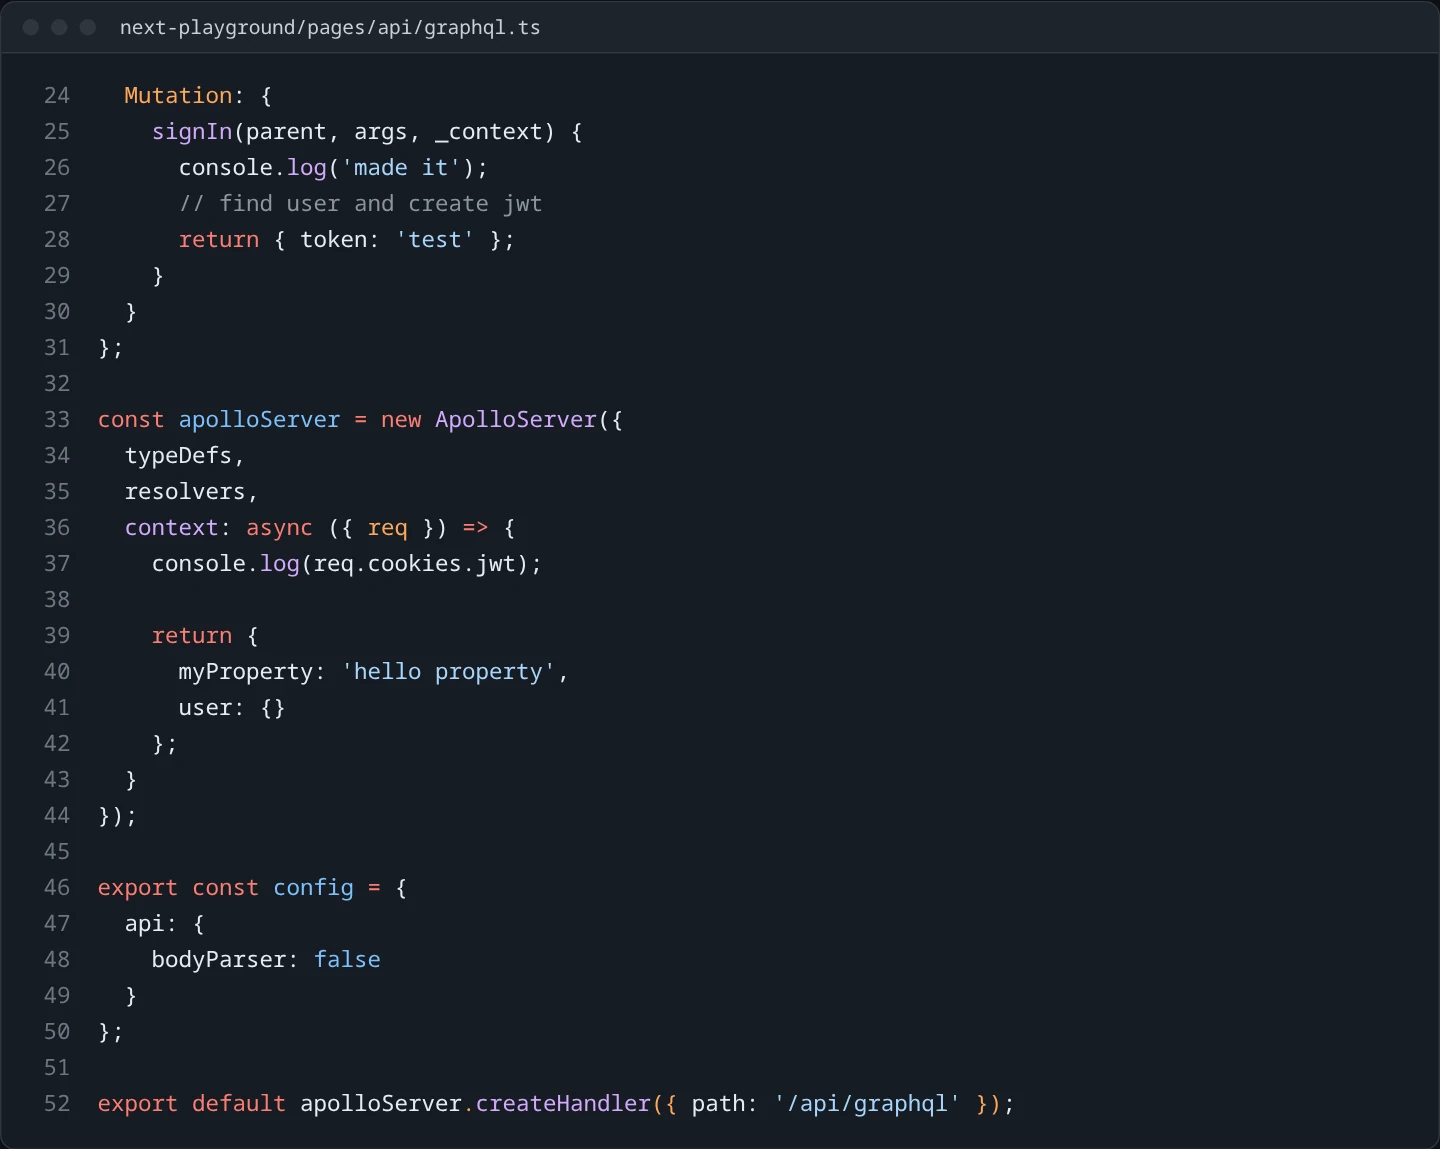 next-playground/pages/api/graphql.ts
24   Mutation: {
25     signIn(parent, args, _context) {
26       console.log('made it');
27       // find user and create jwt
28       return { token: 'test' };
29     }
30   }
31 };
32
33 const apolloServer = new ApolloServer({
34   typeDefs,
35   resolvers,
36   context: async ({ req }) => {
37     console.log(req.cookies.jwt);
38
39     return {
40       myProperty: 'hello property',
41       user: {}
42     };
43   }
44 });
45
46 export const config = {
47   api: {
48     bodyParser: false
49   }
50 };
51
52 export default apolloServer.createHandler({ path: '/api/graphql' });